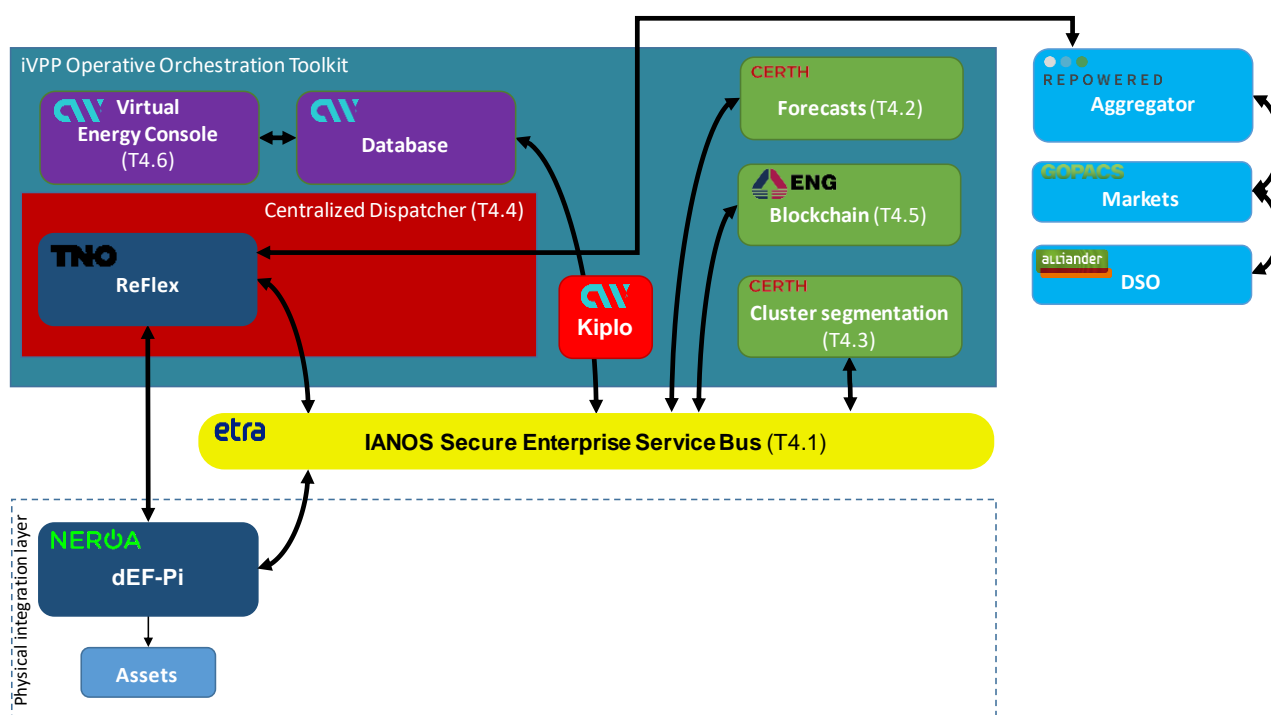 iVPP Operative Orchestration Toolkit
Virtual
Energy Console
(T4.6)
Database
CERTH
Forecasts (T4.2)
ENG
Blockchain (T4.5)
CERTH
Cluster segmentation
(T4.3)
Centralized Dispatcher (T4.4)
TNO
ReFlex
Kiplo
REPOWERED
Aggregator
GOPACS
Markets
alliander
DSO
etra
IANOS Secure Enterprise Service Bus (T4.1)
Physical integration layer
NEROA
dEF-Pi
Assets